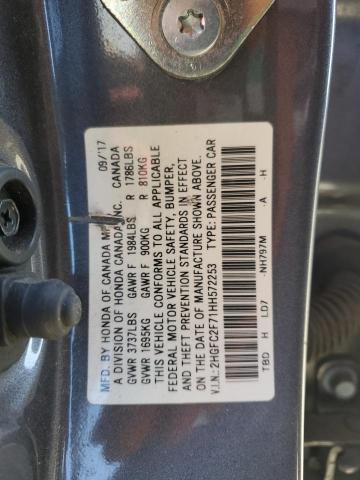 MFD. BY HONDA OF CANADA MFG. 09/17
A DIVISION OF HONDA CANADA INC. CANADA
GVWR 3737LBS GAWR F 1984LBS R 1786LBS
GVWR 1695KG GAWR F 900KG R 810KG
THIS VEHICLE CONFORMS TO ALL APPLICABLE
FEDERAL MOTOR VEHICLE SAFETY, BUMPER,
AND THEFT PREVENTION STANDARDS IN EFFECT
ON THE DATE OF MANUFACTURE SHOWN ABOVE.
V.I.N.:2HGFC2F71HH572253 TYPE: PASSENGER CAR
TBD H LD7 NH797M A H